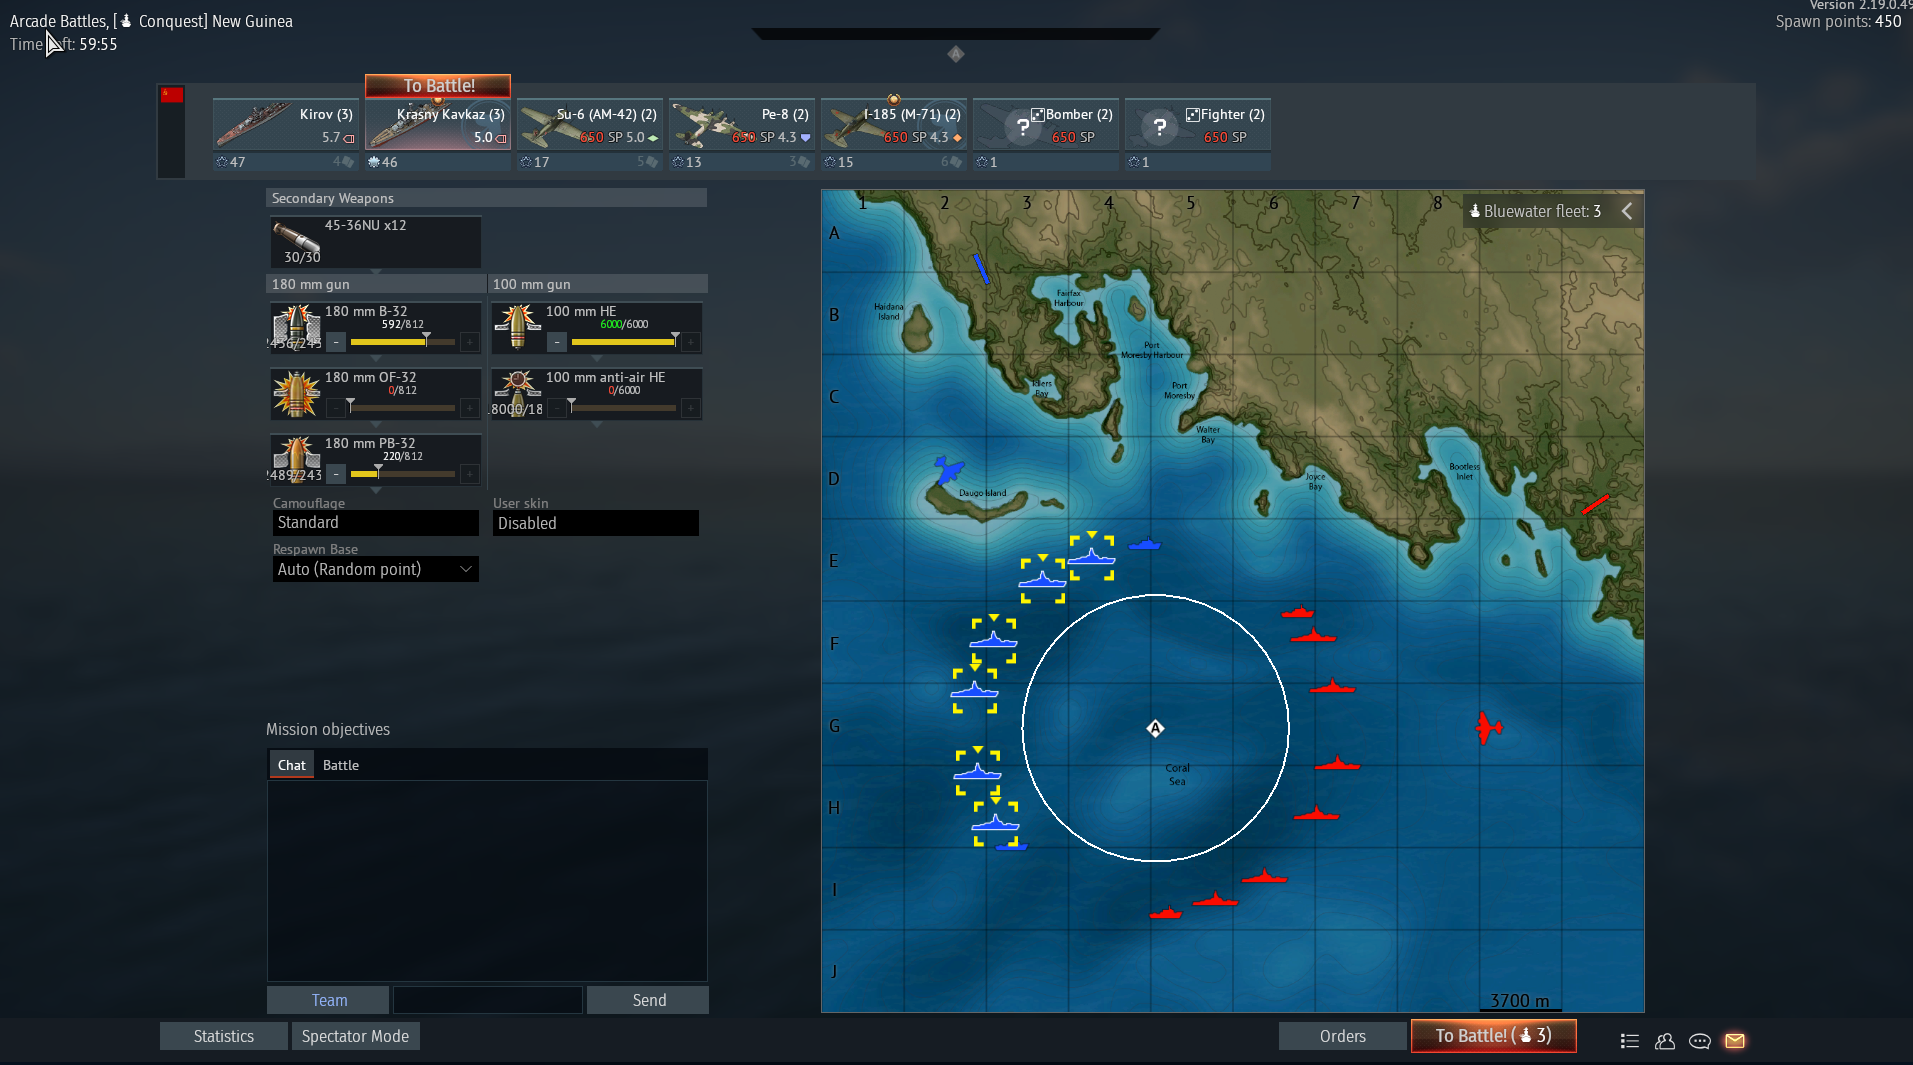 Version 2.19.0.49
Arcade Battles, [ Conquest] New Guinea
Spawn points: 450
Time left: 59:55
A
To Battle!
Kirov (3)
5.7
47
4
Krasny Kavkaz (3)
5.0
46
Su-6 (AM-42) (2)
650 SP 5.0
17
5
Pe-8 (2)
650 SP 4.3
13
3
I-185 (M-71) (2)
650 SP 4.3
15
6
? Bomber (2)
650 SP
1
? Fighter (2)
650 SP
1
Secondary Weapons
45-36NU x12
30/30
180 mm gun
100 mm gun
180 mm B-32
592/812
-
+
100 mm HE
6000/6000
-
+
180 mm OF-32
0/812
-
+
100 mm anti-air HE
0/6000
8000/18
-
+
180 mm PB-32
220/812
2489/243
-
+
Camouflage
User skin
Standard
Disabled
Respawn Base
Auto (Random point)
Mission objectives
Chat
Battle
Team
Send
Statistics
Spectator Mode
1 2 3 4 5 6 7 8
Bluewater fleet: 3
A
B
C
D
E
F
G
H
I
J
Haidana
Island
Fairfax
Harbour
Port
Moresby Harbour
Idlers
Bay
Port
Moresby
Walter
Bay
Daugo Island
Joyce
Bay
Bootless
Inlet
A
Coral
Sea
3700 m
Orders
To Battle! ( 3)